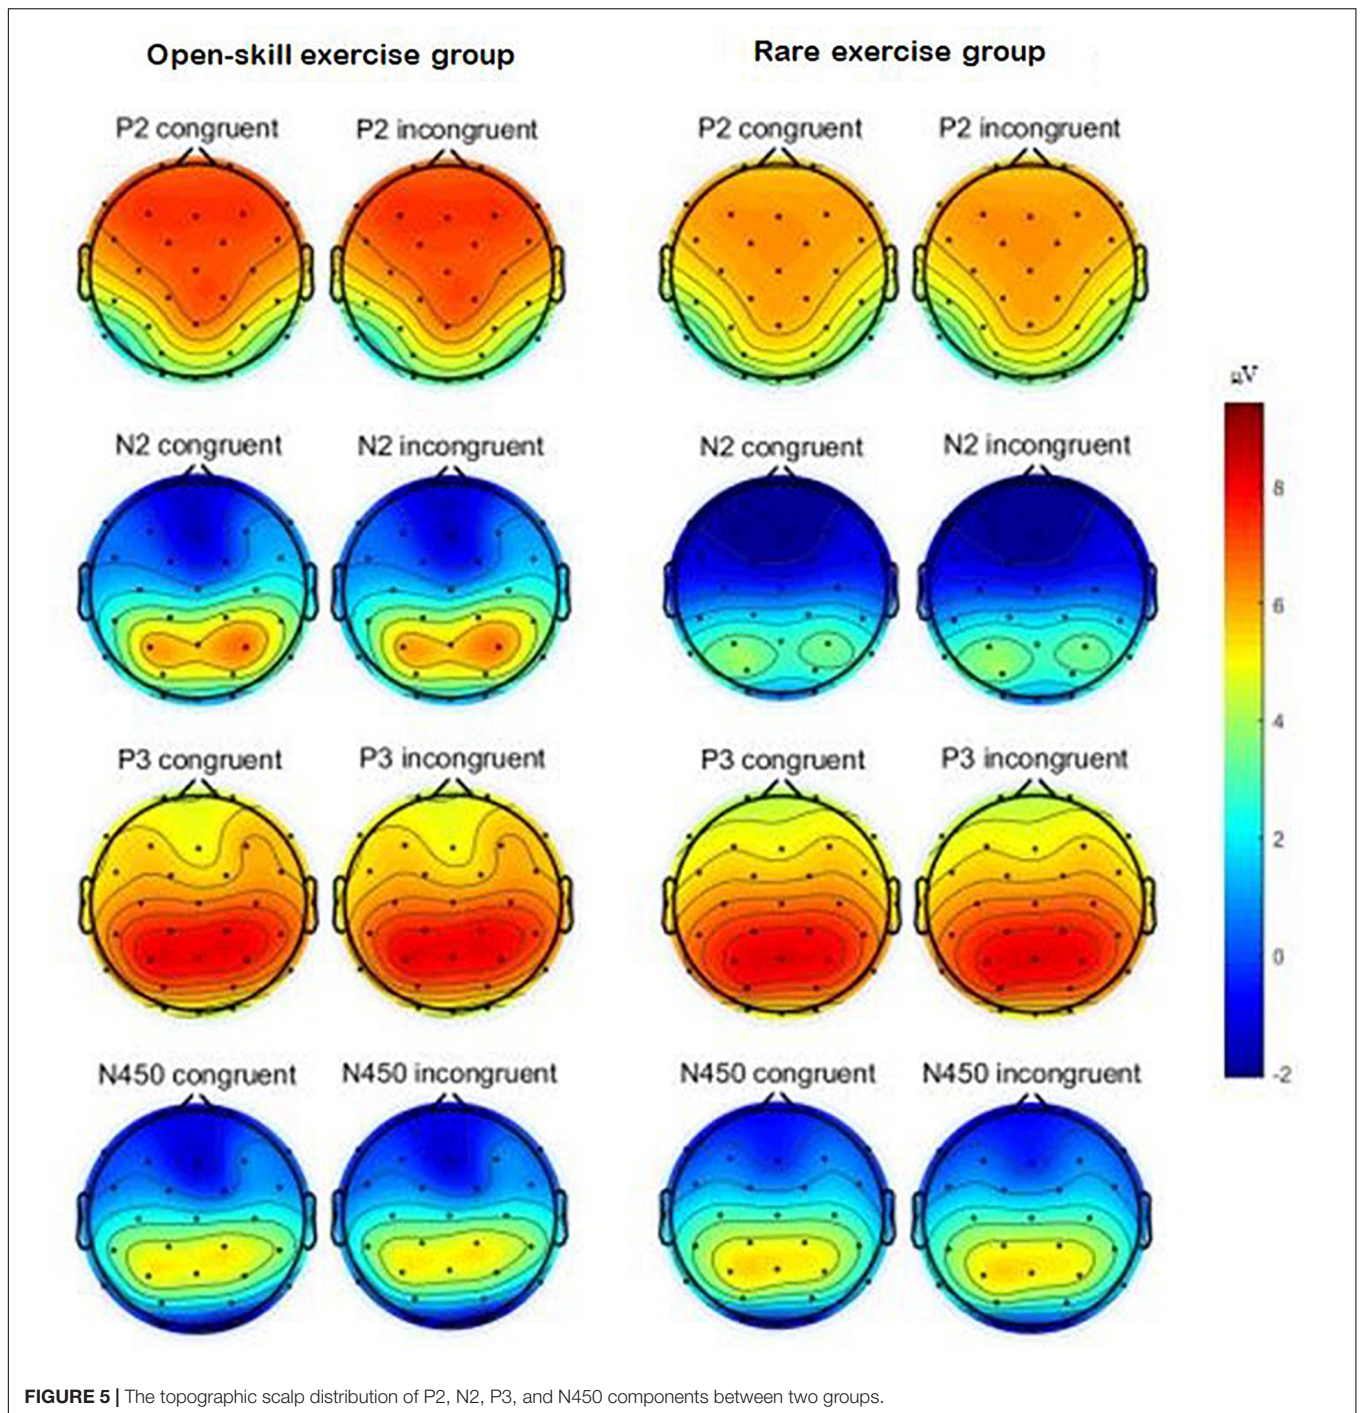 Open-skill exercise group
Rare exercise group
P2 congruent
P2 incongruent
P2 congruent
P2 incongruent
N2 congruent
N2 incongruent
N2 congruent
N2 incongruent
P3 congruent
P3 incongruent
P3 congruent
P3 incongruent
N450 congruent
N450 incongruent
N450 congruent
N450 incongruent
µV
8
6
4
2
0
-2
FIGURE 5 | The topographic scalp distribution of P2, N2, P3, and N450 components between two groups.